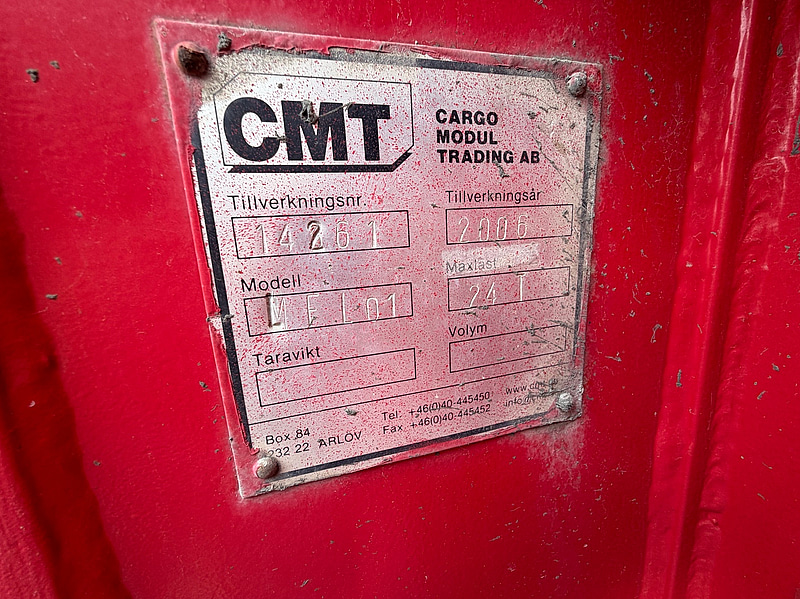 CMT
CARGO
MODUL
TRADING AB
Tillverkningsnr.
Tillverkningsår
14261
2006
Modell
Maxlast
24 T
Taravikt
Volym
Box 84
232 22 ARLÖV
Tel: +46(0)40-445450
Fax: +46(0)40-445452